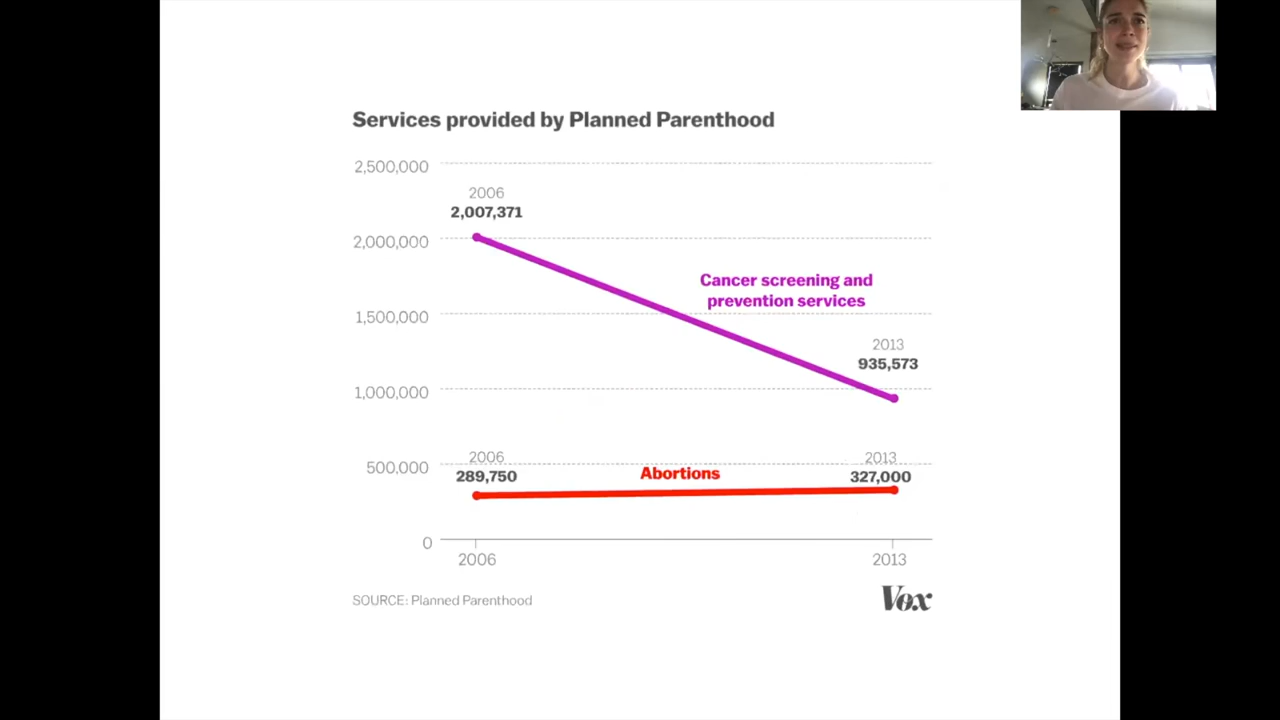 Services provided by Planned Parenthood
2,500,000
2006
2,007,371
2,000,000
Cancer screening and
prevention services
1,500,000
2013
935,573
1,000,000
2006
2013
500,000
Abortions
289,750
327,000
0
2006
2013
SOURCE: Planned Parenthood
Vox